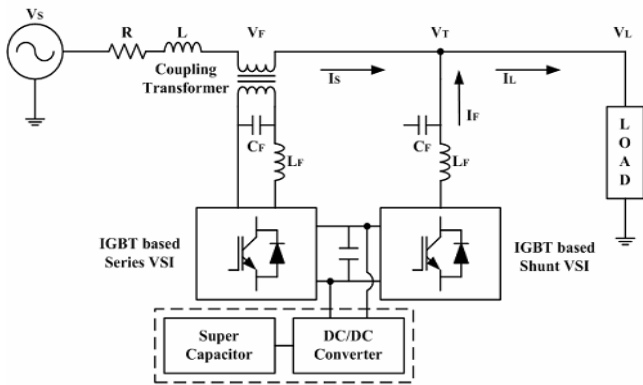 Vs
R
L
VF
VT
VL
Coupling
Transformer
Is
IL
IF
CF
LF
CF
LF
L
O
A
D
IGBT based
Series VSI
IGBT based
Shunt VSI
Super
Capacitor
DC/DC
Converter